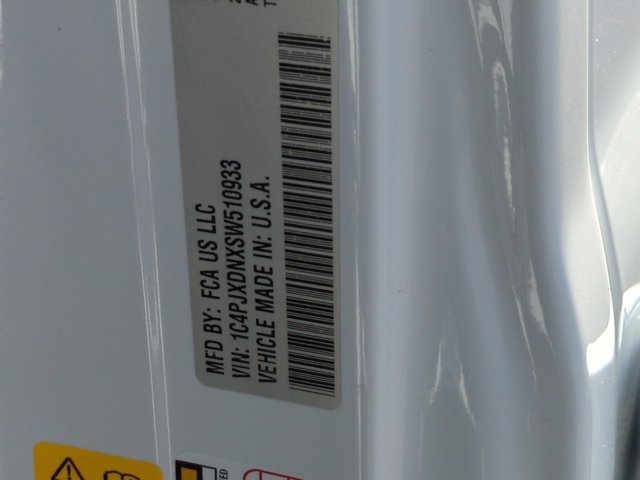 MFD BY: FCA US LLC
VIN: 1C4PJXDNXSW510933
VEHICLE MADE IN: U.S.A.